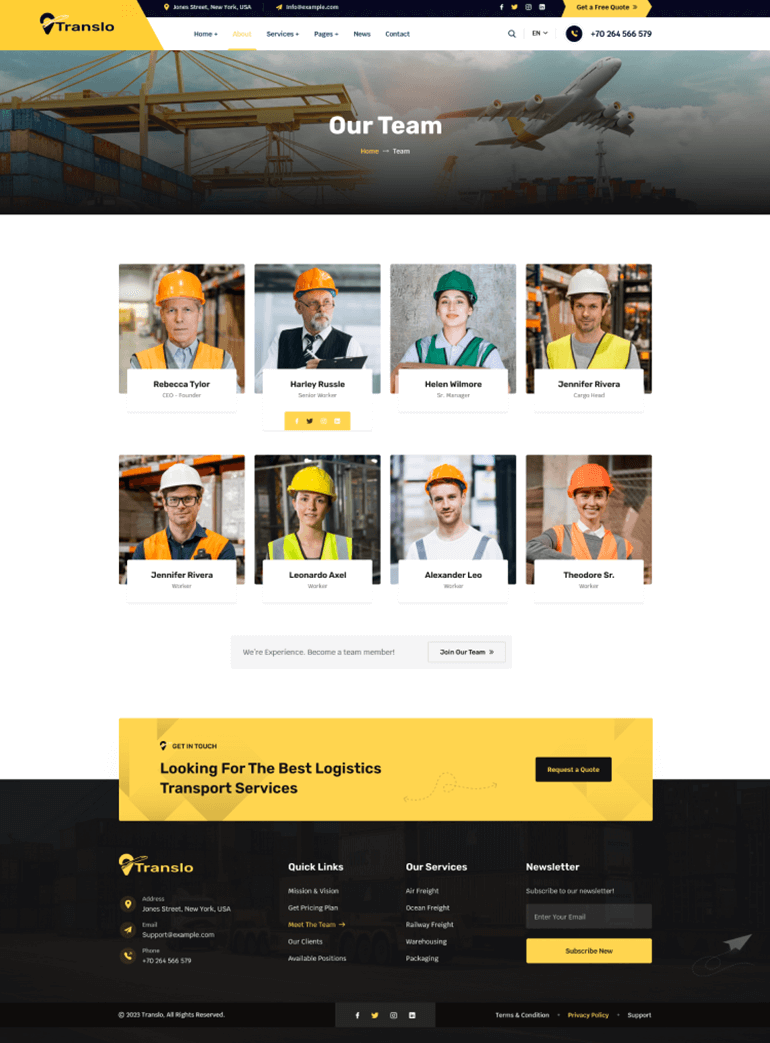 Jones Street, New York, USA
Info@example.com
Get a Free Quote »
Translo
Home +
About
Services +
Pages +
News
Contact
EN
+70 264 566 579
Our Team
Home → Team
Rebecca Tylor
CEO - Founder
Harley Russle
Senior Worker
Helen Wilmore
Sr. Manager
Jennifer Rivera
Cargo Head
Jennifer Rivera
Worker
Leonardo Axel
Worker
Alexander Leo
Worker
Theodore Sr.
Worker
We're Experience. Become a team member!
Join Our Team »
GET IN TOUCH
Looking For The Best Logistics
Transport Services
Request a Quote
Translo
Address
Jones Street, New York, USA
Email
Support@example.com
Phone
+70 264 566 579
Quick Links
Mission & Vision
Get Pricing Plan
Meet The Team →
Our Clients
Available Positions
Our Services
Air Freight
Ocean Freight
Railway Freight
Warehousing
Packaging
Newsletter
Subscribe to our newsletter!
Enter Your Email
Subscribe Now
© 2023 Translo, All Rights Reserved.
Terms & Condition
Privacy Policy
Support